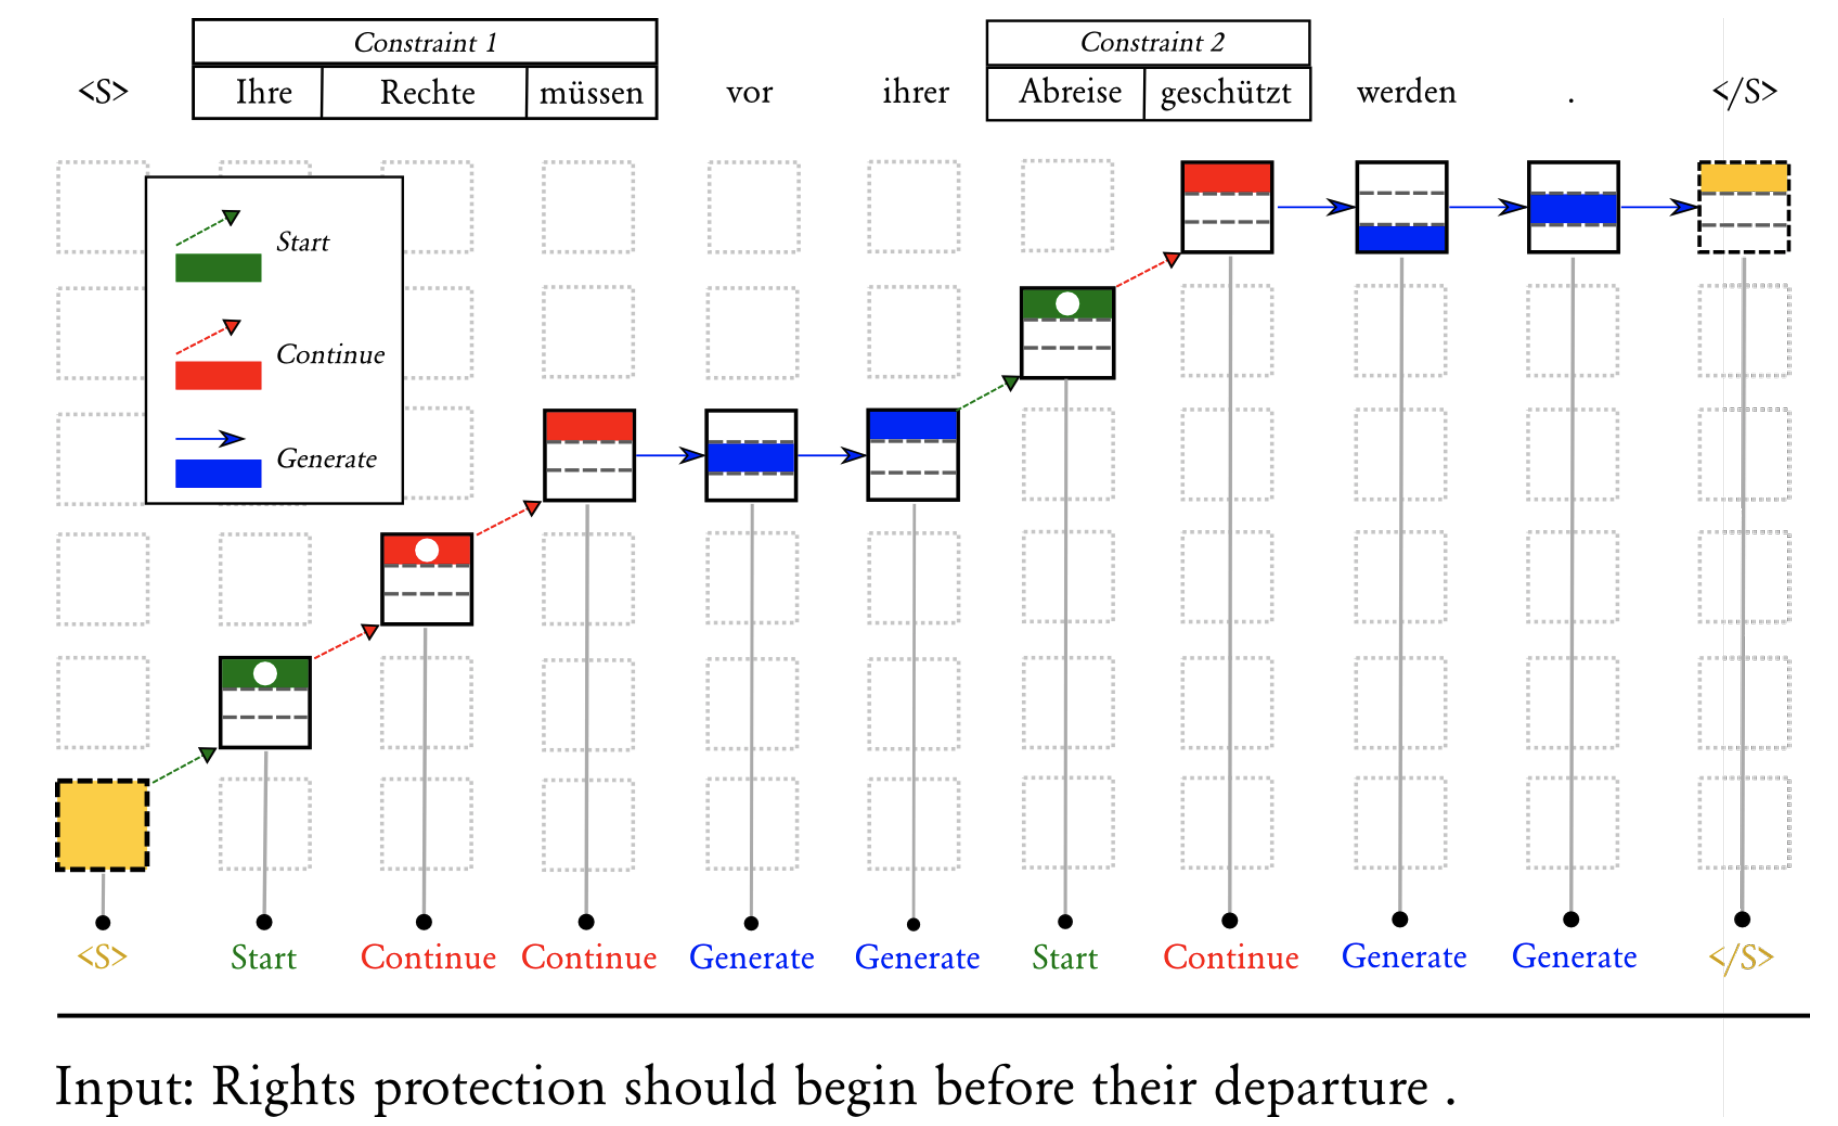 Constraint 1 Constraint 2
<S> Ihre Rechte müssen vor ihrer Abreise geschützt werden . </S>
Start
Continue
Generate
<S> Start Continue Continue Generate Generate Start Continue Generate Generate </S>
Input: Rights protection should begin before their departure .